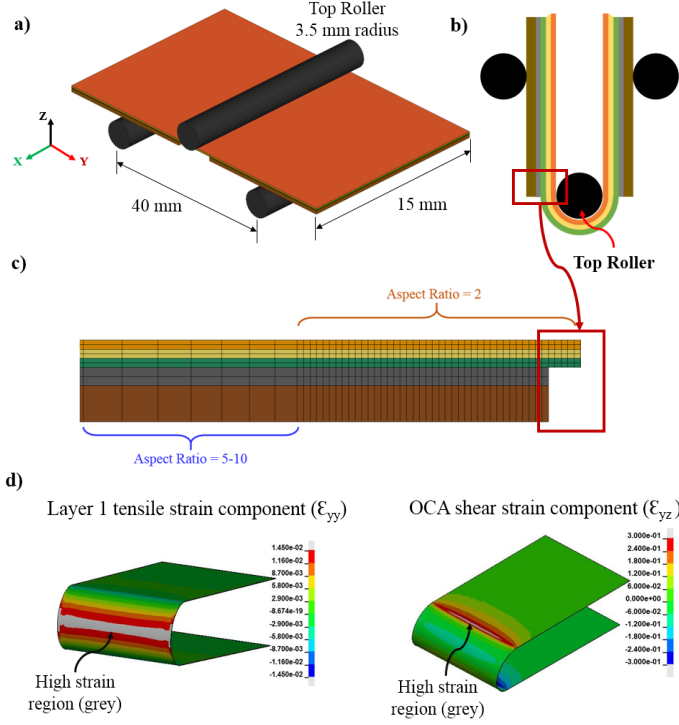 a)
Top Roller
3.5 mm radius
b)
Z
X
Y
40 mm
15 mm
Top Roller
c)
Aspect Ratio = 2
Aspect Ratio = 5-10
d)
Layer 1 tensile strain component (Ɛyy)
1.450e-02
1.160e-02
8.700e-03
5.800e-03
2.900e-03
-8.674e-19
-2.900e-03
-5.800e-03
-8.700e-03
-1.160e-02
-1.450e-02
High strain
region (grey)
OCA shear strain component (Ɛyz)
3.000e-01
2.400e-01
1.800e-01
1.200e-01
6.000e-02
0.000e+00
-6.000e-02
-1.200e-01
-1.800e-01
-2.400e-01
-3.000e-01
High strain
region (grey)